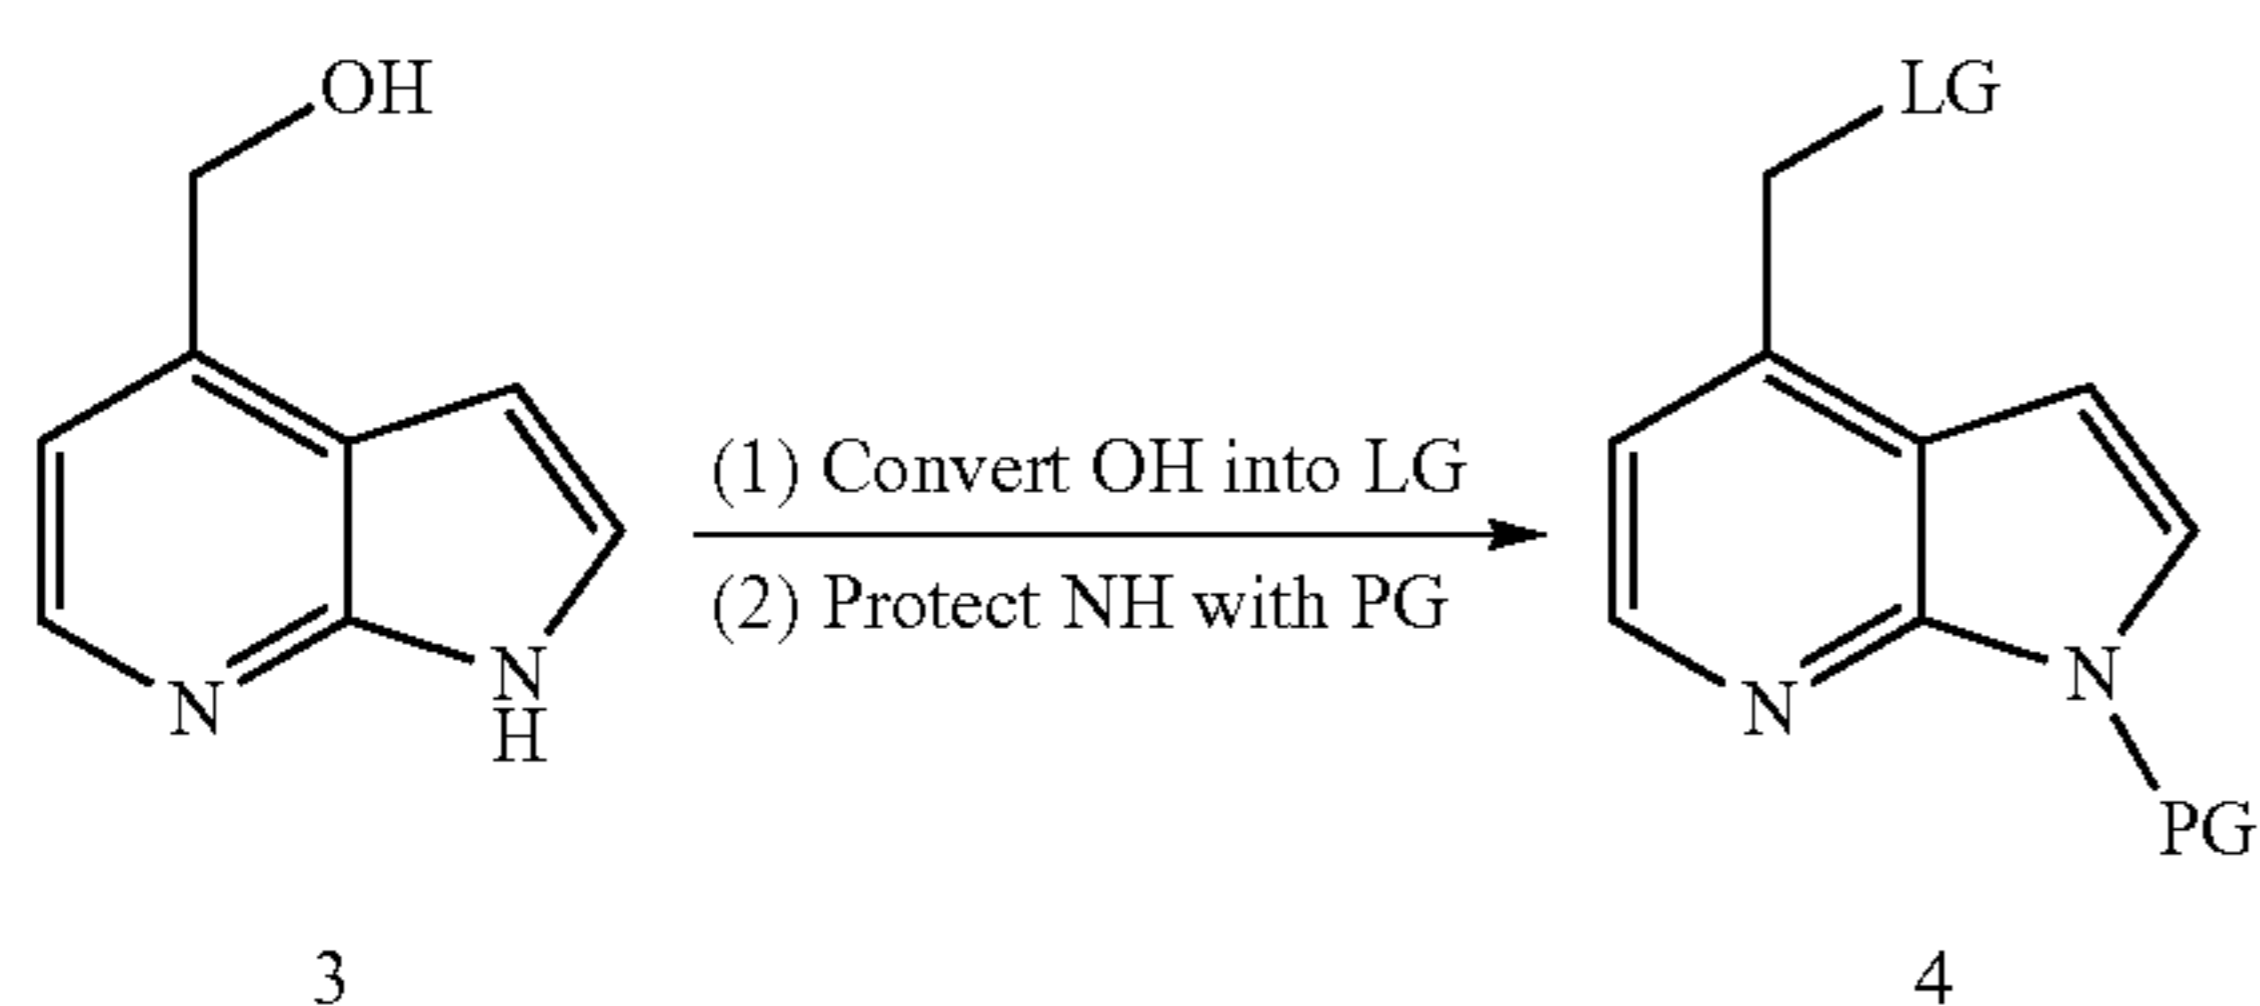 OH
LG
(1) Convert OH into LG
(2) Protect NH with PG
N
N
H
N
N
PG
3
4